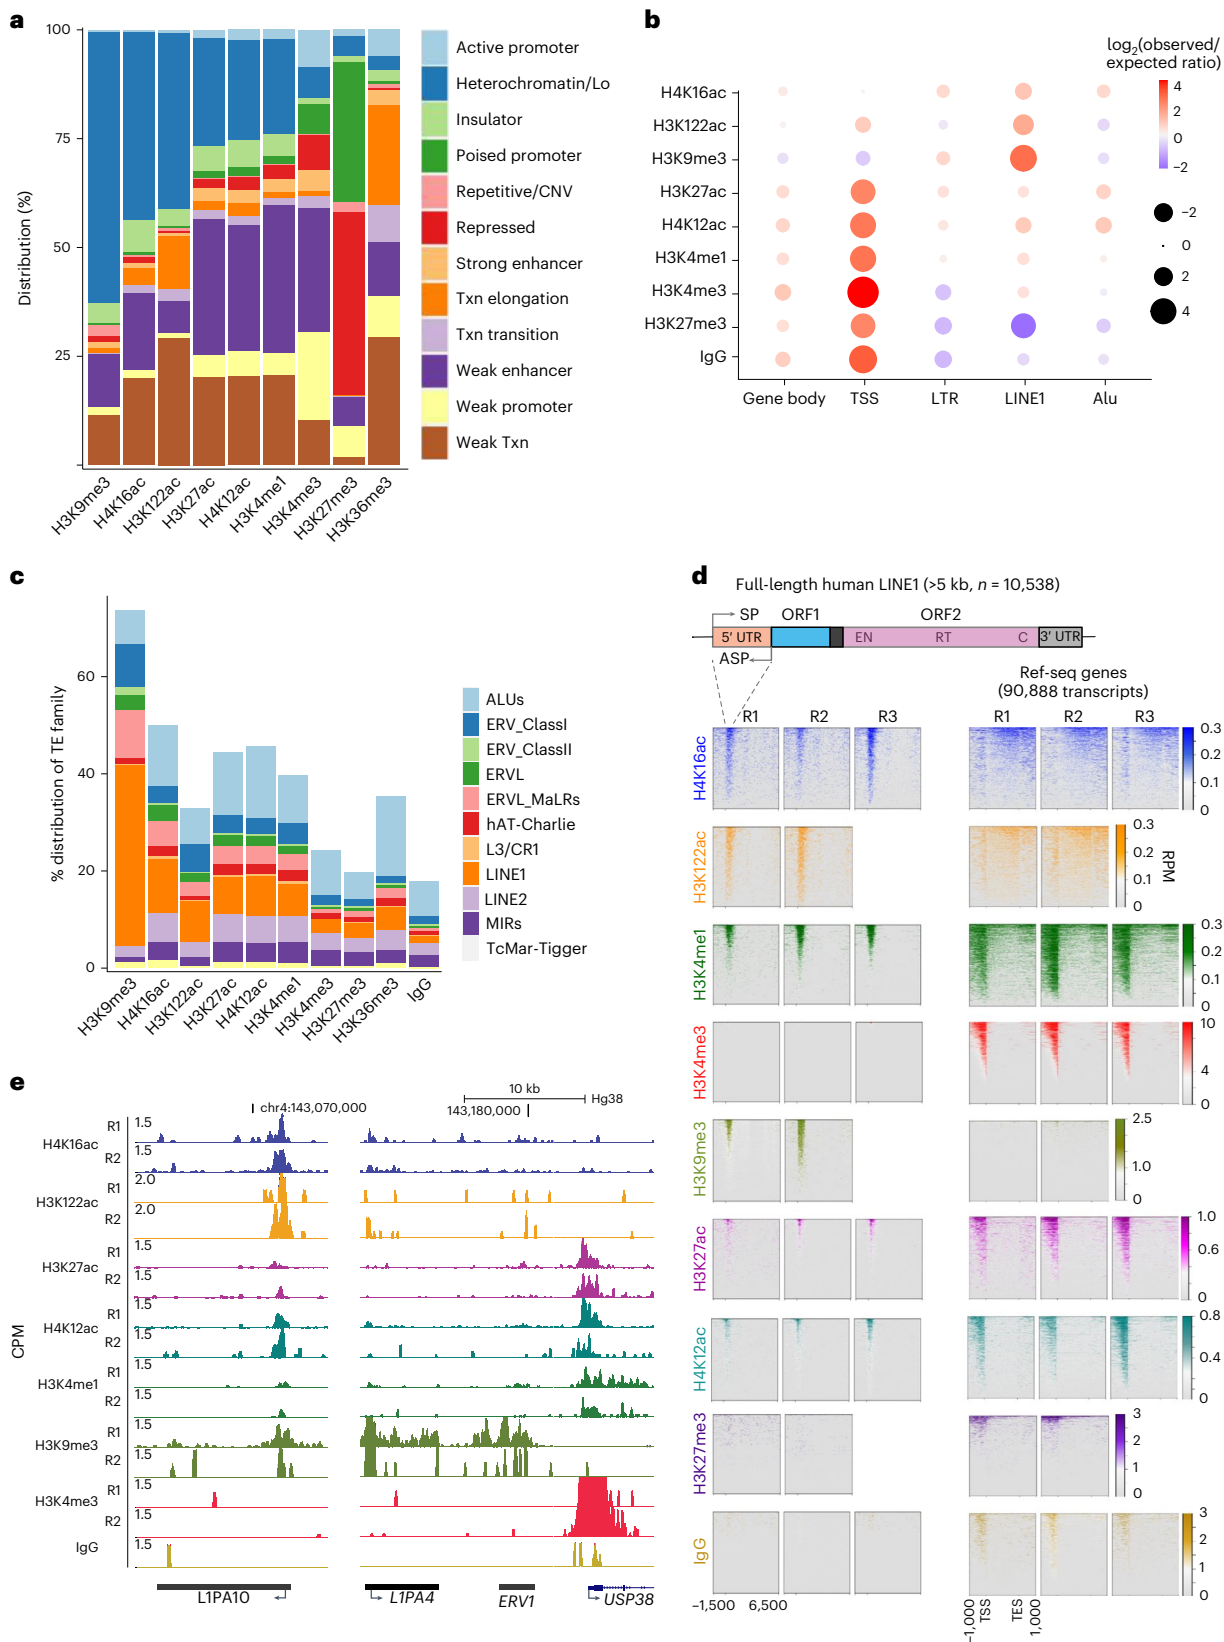 a
100
75
50
25
Distribution (%)
H3K9me3
H4K16ac
H3K122ac
H3K27ac
H4K12ac
H3K4me1
H3K4me3
H3K27me3
H3K36me3
Active promoter
Heterochromatin/Lo
Insulator
Poised promoter
Repetitive/CNV
Repressed
Strong enhancer
Txn elongation
Txn transition
Weak enhancer
Weak promoter
Weak Txn
b
H4K16ac
H3K122ac
H3K9me3
H3K27ac
H4K12ac
H3K4me1
H3K4me3
H3K27me3
IgG
Gene body TSS LTR LINE1 Alu
log2(observed/
expected ratio)
4
2
0
−2
−2
0
2
4
c
% distribution of TE family
60
40
20
0
H3K9me3
H4K16ac
H3K122ac
H3K27ac
H4K12ac
H3K4me1
H3K4me3
H3K27me3
H3K36me3
IgG
ALUs
ERV_ClassI
ERV_ClassII
ERVL
ERVL_MaLRs
hAT-Charlie
L3/CR1
LINE1
LINE2
MIRs
TcMar-Tigger
d
Full-length human LINE1 (>5 kb, n = 10,538)
SP ORF1 ORF2
5′ UTR EN RT C 3′ UTR
ASP
Ref-seq genes
(90,888 transcripts)
R1 R2 R3 R1 R2 R3
H4K16ac
0.3
0.2
0.1
0
H3K122ac
0.3
0.2
0.1
0
RPM
H3K4me1
0.3
0.2
0.1
0
H3K4me3
10
4
0
H3K9me3
2.5
1.0
0
H3K27ac
1.0
0.6
0
H4K12ac
0.8
0.4
0
H3K27me3
3
2
1
0
IgG
3
2
1
0
−1,500 6,500
−1,000
TSS
TES
1,000
e
10 kb
Hg38
chr4:143,070,000 143,180,000
CPM
H4K16ac
R1 1.5
R2 1.5
H3K122ac
R1 2.0
R2 2.0
H3K27ac
R1 1.5
R2 1.5
H4K12ac
R1 1.5
R2 1.5
H3K4me1
R1 1.5
R2 1.5
H3K9me3
R1 1.5
R2 1.5
H3K4me3
R1 1.5
R2 1.5
IgG 1.5
L1PA10 L1PA4 ERV1 USP38